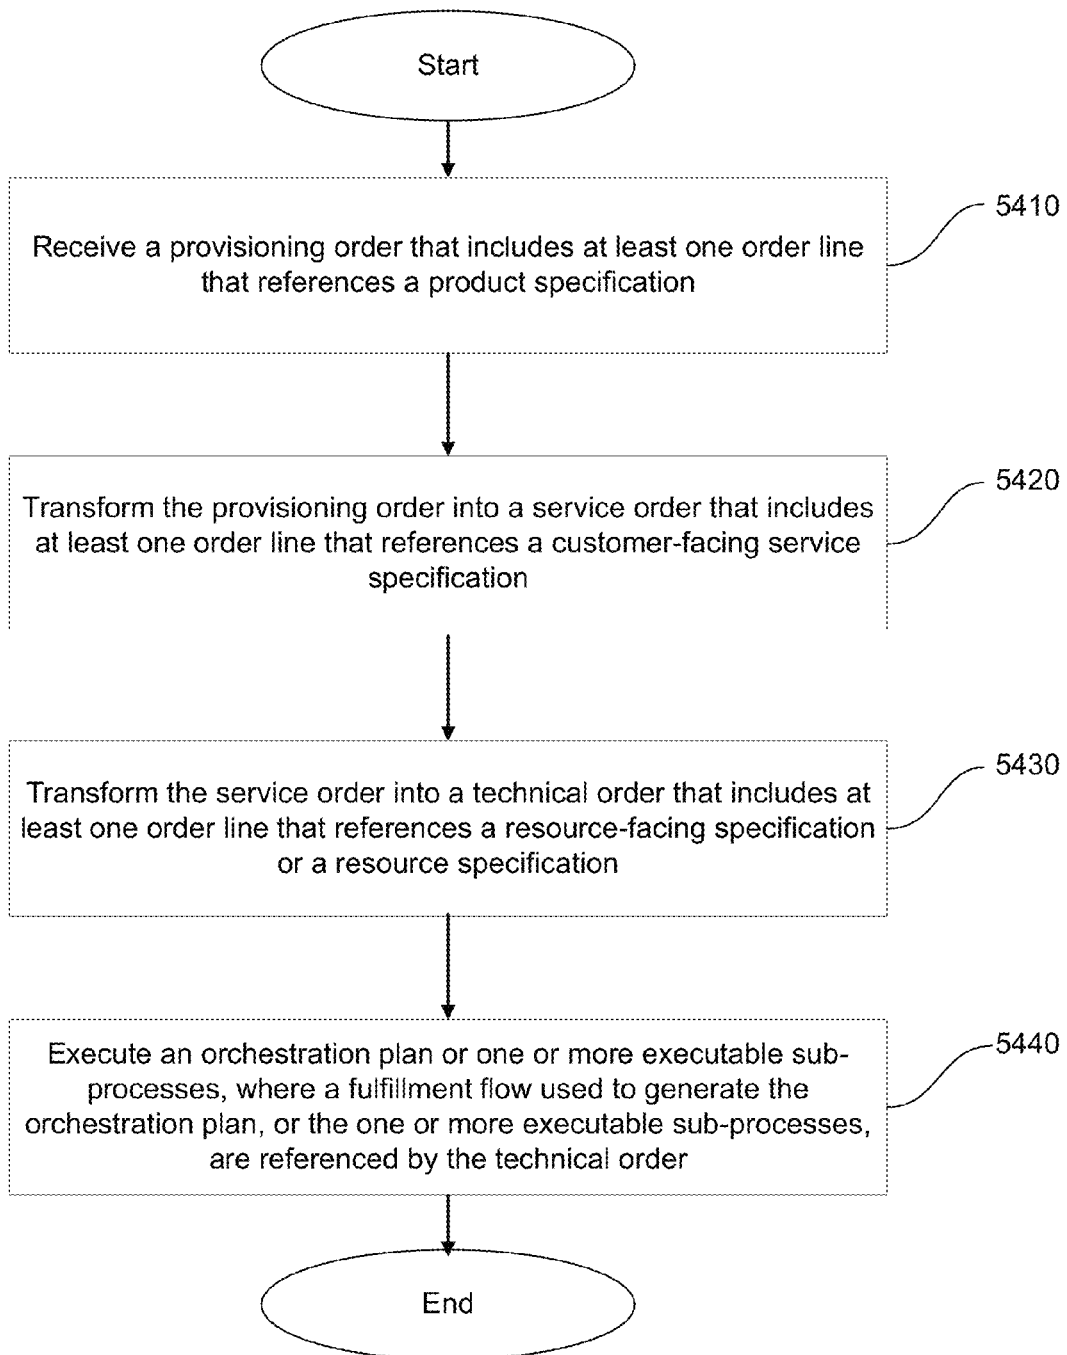 Start
5410
Receive a provisioning order that includes at least one order line
that references a product specification
5420
Transform the provisioning order into a service order that includes
at least one order line that references a customer-facing service
specification
5430
Transform the service order into a technical order that includes at
least one order line that references a resource-facing specification
or a resource specification
5440
Execute an orchestration plan or one or more executable sub-
processes, where a fulfillment flow used to generate the
orchestration plan, or the one or more executable sub-processes,
are referenced by the technical order
End